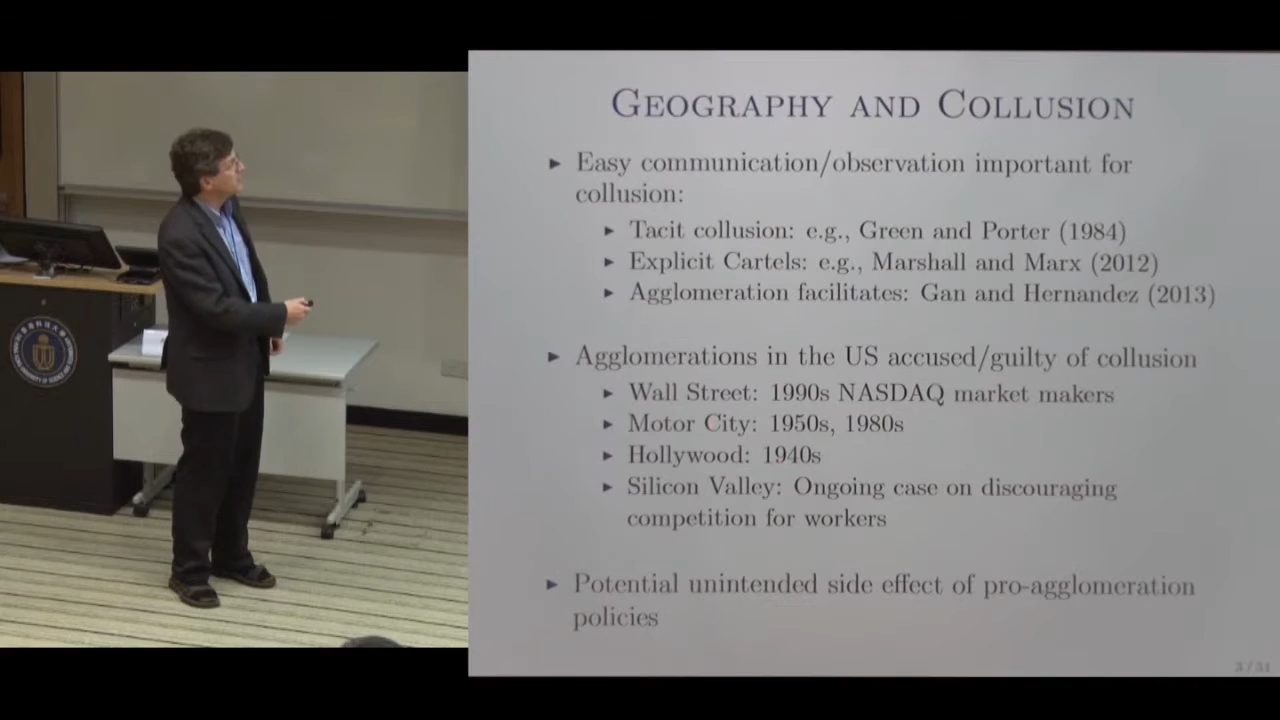 GEOGRAPHY AND COLLUSION
▸ Easy communication/observation important for
collusion:
▸ Tacit collusion: e.g., Green and Porter (1984)
▸ Explicit Cartels: e.g., Marshall and Marx (2012)
▸ Agglomeration facilitates: Gan and Hernandez (2013)
▸ Agglomerations in the US accused/guilty of collusion
▸ Wall Street: 1990s NASDAQ market makers
▸ Motor City: 1950s, 1980s
▸ Hollywood: 1940s
▸ Silicon Valley: Ongoing case on discouraging
competition for workers
▸ Potential unintended side effect of pro-agglomeration
policies
3 / 31